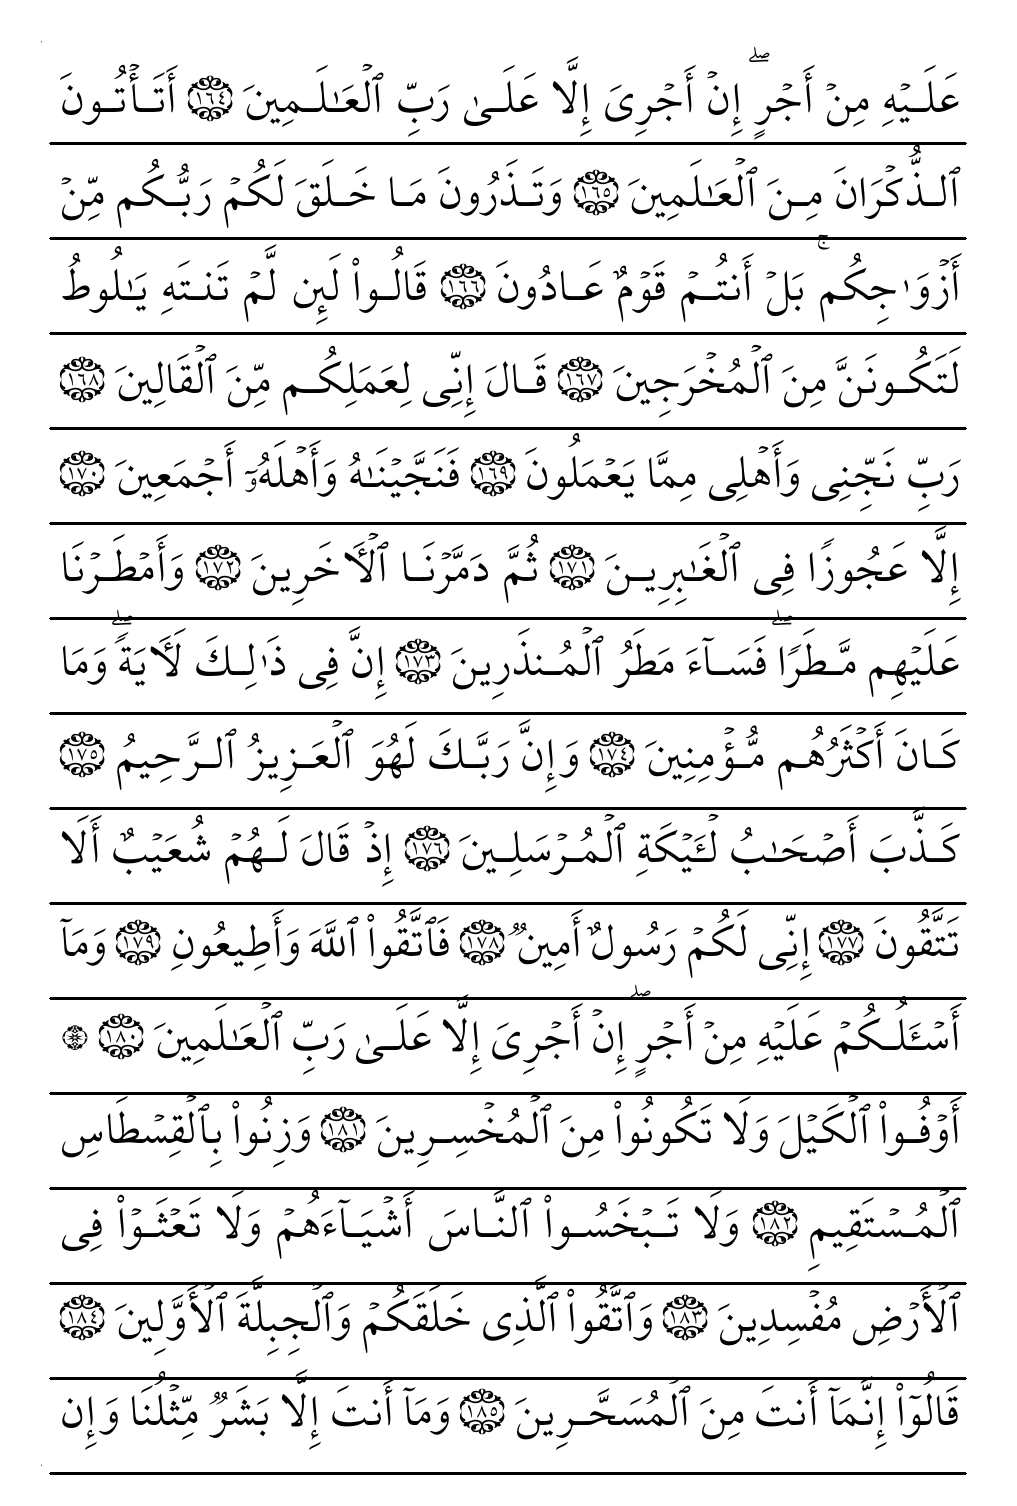 عَلَيۡهِ مِنۡ أَجۡرٍۖ إِنۡ أَجۡرِىَ إِلَّا عَلَىٰ رَبِّ ٱلۡعَـٰلَمِينَ ١٦٤ أَتَأۡتُونَ
ٱلذُّكۡرَانَ مِنَ ٱلۡعَـٰلَمِينَ ١٦٥ وَتَذَرُونَ مَا خَلَقَ لَكُمۡ رَبُّكُم مِّنۡ
أَزۡوَٰجِكُمۚ بَلۡ أَنتُمۡ قَوۡمٌ عَادُونَ ١٦٦ قَالُواْ لَئِن لَّمۡ تَنتَهِ يَـٰلُوطُ
لَتَكُونَنَّ مِنَ ٱلۡمُخۡرَجِينَ ١٦٧ قَالَ إِنِّى لِعَمَلِكُم مِّنَ ٱلۡقَالِينَ ١٦٨
رَبِّ نَجِّنِى وَأَهۡلِى مِمَّا يَعۡمَلُونَ ١٦٩ فَنَجَّيۡنَـٰهُ وَأَهۡلَهُۥٓ أَجۡمَعِينَ ١٧٠
إِلَّا عَجُوزًا فِى ٱلۡغَـٰبِرِينَ ١٧١ ثُمَّ دَمَّرۡنَا ٱلۡأَخَرِينَ ١٧٢ وَأَمۡطَرۡنَا
عَلَيۡهِم مَّطَرًاۖ فَسَآءَ مَطَرُ ٱلۡمُنذَرِينَ ١٧٣ إِنَّ فِى ذَٰلِكَ لَأَيَةًۖ وَمَا
كَانَ أَكۡثَرُهُم مُّؤۡمِنِينَ ١٧٤ وَإِنَّ رَبَّكَ لَهُوَ ٱلۡعَزِيزُ ٱلرَّحِيمُ ١٧٥
كَذَّبَ أَصۡحَـٰبُ لۡـَٔيۡكَةِ ٱلۡمُرۡسَلِينَ ١٧٦ إِذۡ قَالَ لَهُمۡ شُعَيۡبٌ أَلَا
تَتَّقُونَ ١٧٧ إِنِّى لَكُمۡ رَسُولٌ أَمِينٌ ١٧٨ فَٱتَّقُواْ ٱللَّهَ وَأَطِيعُونِ ١٧٩ وَمَآ
أَسۡـَٔلُكُمۡ عَلَيۡهِ مِنۡ أَجۡرٍۖ إِنۡ أَجۡرِىَ إِلَّا عَلَىٰ رَبِّ ٱلۡعَـٰلَمِينَ ١٨٠ ۞
أَوۡفُواْ ٱلۡكَيۡلَ وَلَا تَكُونُواْ مِنَ ٱلۡمُخۡسِرِينَ ١٨١ وَزِنُواْ بِٱلۡقِسۡطَاسِ
ٱلۡمُسۡتَقِيمِ ١٨٢ وَلَا تَبۡخَسُواْ ٱلنَّاسَ أَشۡيَآءَهُمۡ وَلَا تَعۡثَوۡاْ فِى
ٱلۡأَرۡضِ مُفۡسِدِينَ ١٨٣ وَٱتَّقُواْ ٱلَّذِى خَلَقَكُمۡ وَٱلۡجِبِلَّةَ ٱلۡأَوَّلِينَ ١٨٤
قَالُوٓاْ إِنَّمَآ أَنتَ مِنَ ٱلۡمُسَحَّرِينَ ١٨٥ وَمَآ أَنتَ إِلَّا بَشَرٌ مِّثۡلُنَا وَإِن